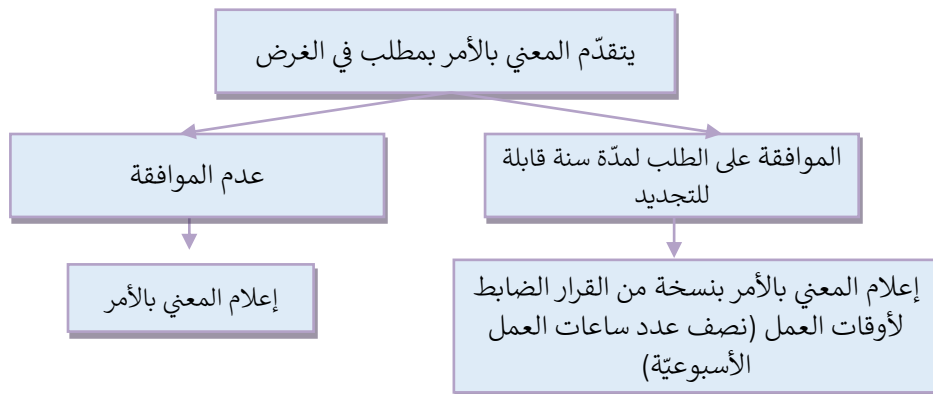 يتقدّم المعني بالأمر بمطلب في الغرض
الموافقة على الطلب لمدّة سنة قابلة
للتجديد
عدم الموافقة
إعلام المعني بالأمر بنسخة من القرار الضابط
لأوقات العمل (نصف عدد ساعات العمل
الأسبوعيّة)
إعلام المعني بالأمر